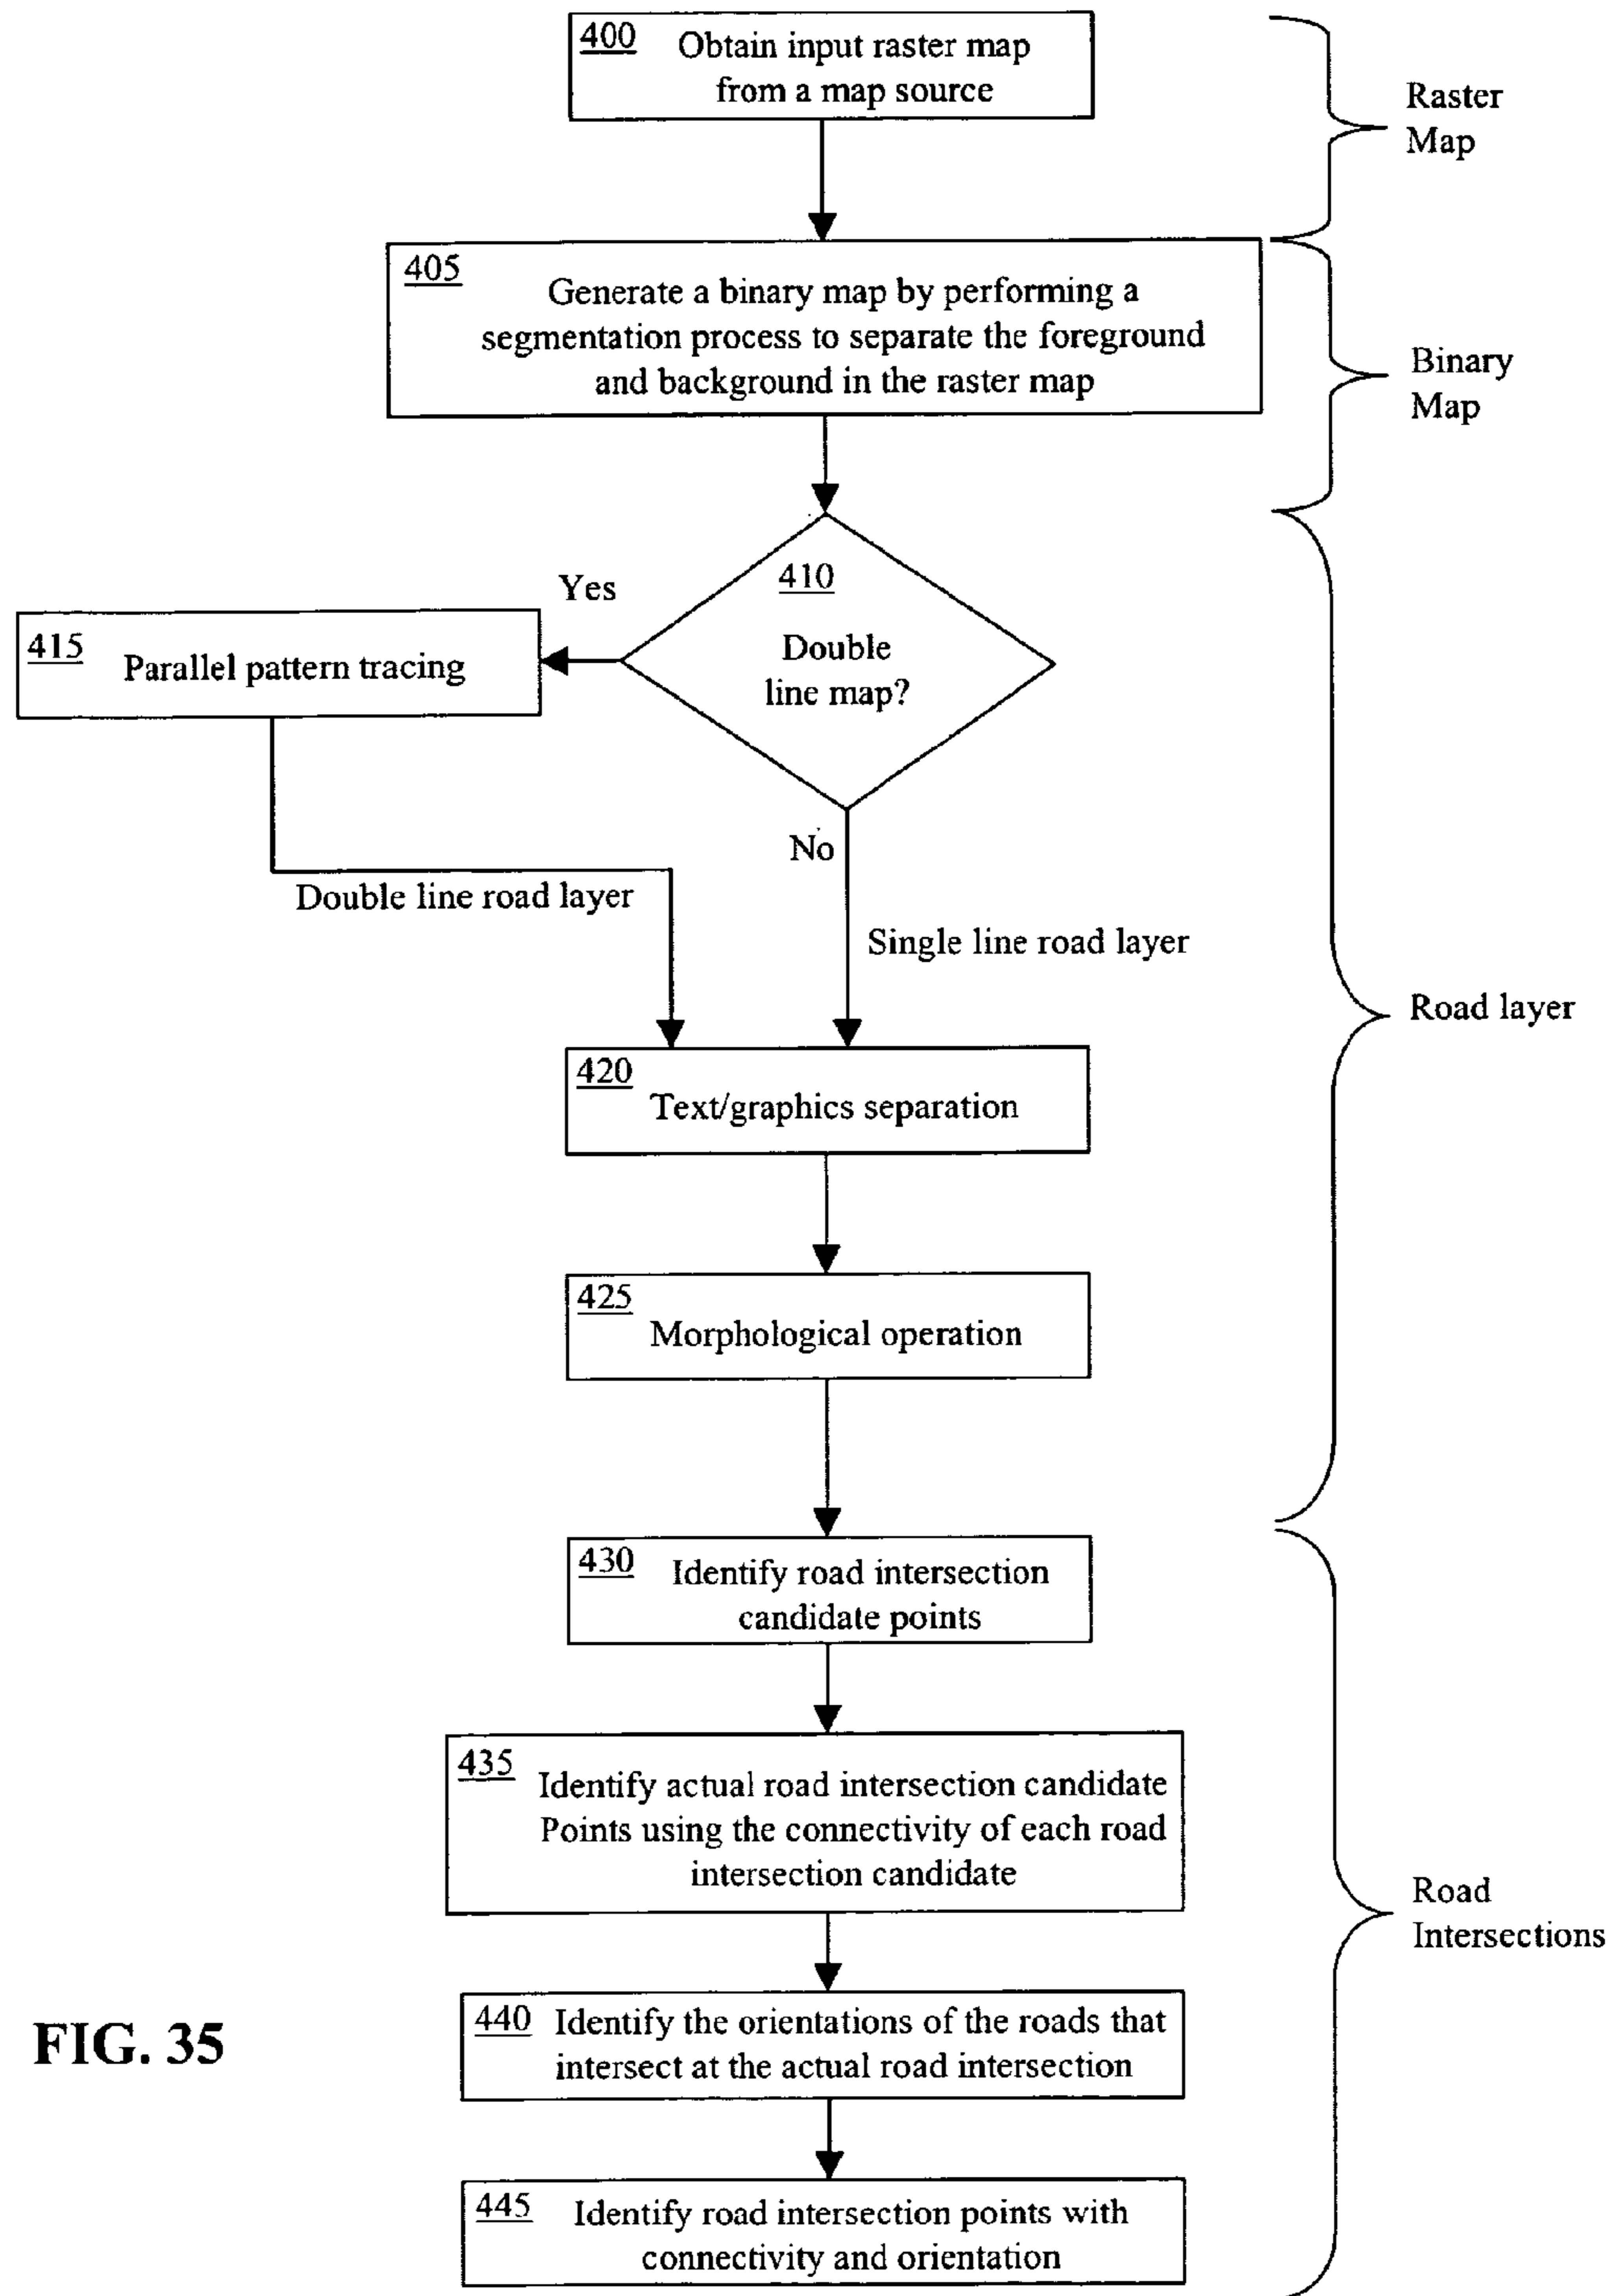 400 Obtain input raster map
from a map source
Raster
Map
405
Generate a binary map by performing a
segmentation process to separate the foreground
and background in the raster map
Binary
Map
410
Double
line map?
Yes
415 Parallel pattern tracing
No
Double line road layer
Single line road layer
Road layer
420
Text/graphics separation
425
Morphological operation
430 Identify road intersection
candidate points
435
Identify actual road intersection candidate
Points using the connectivity of each road
intersection candidate
Road
Intersections
440 Identify the orientations of the roads that
intersect at the actual road intersection
FIG. 35
445 Identify road intersection points with
connectivity and orientation